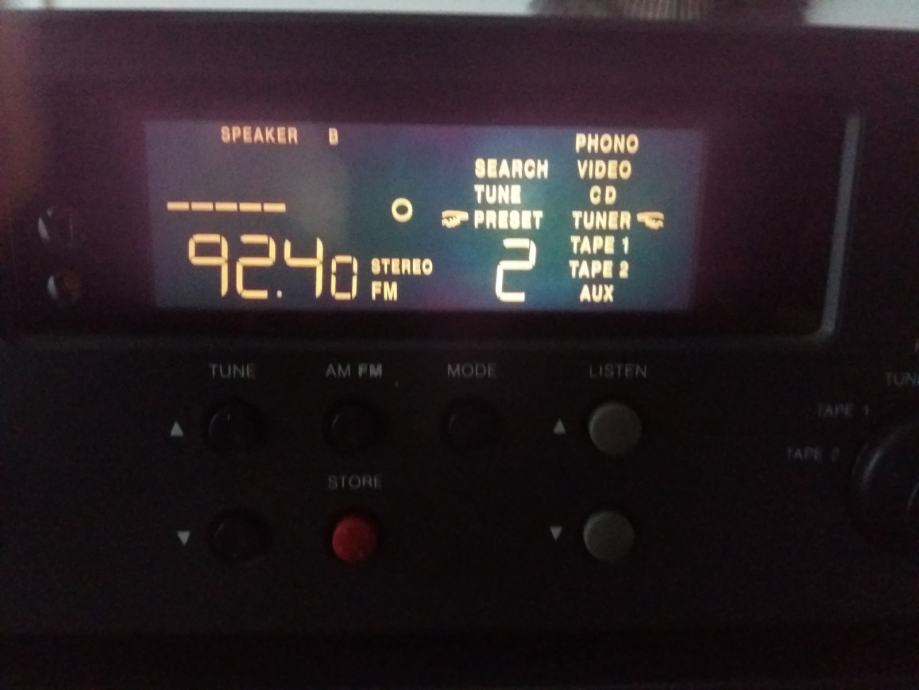 SPEAKER B
PHONO
SEARCH VIDEO
TUNE CD
PRESET TUNER
92.40 STEREO FM 2 TAPE 1
TAPE 2
AUX
TUNE AM FM MODE LISTEN
TAPE 1
TAPE 2
STORE